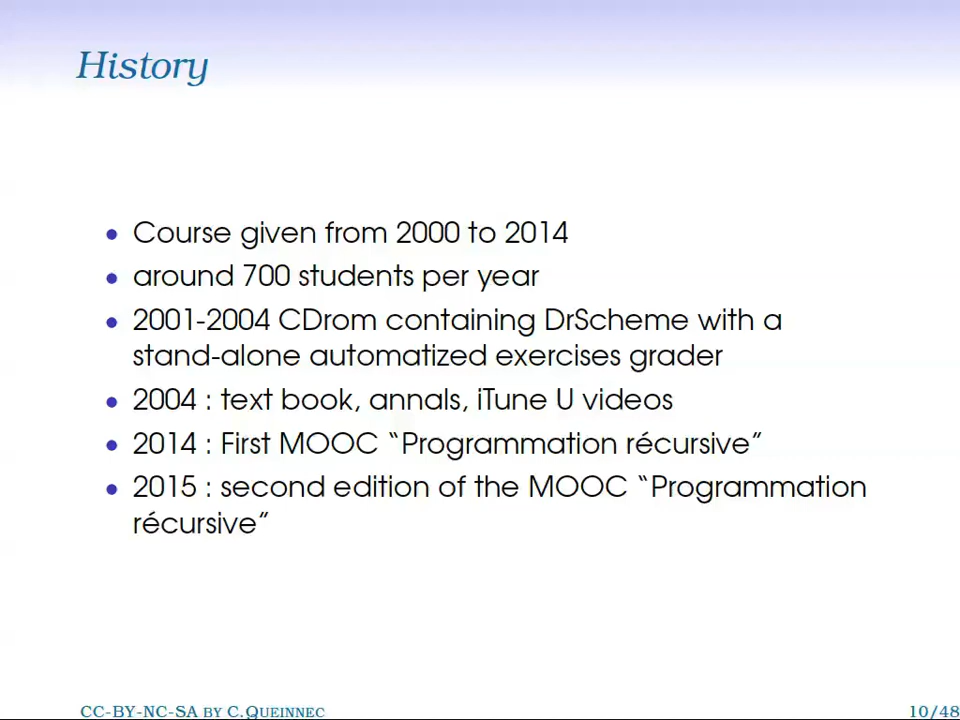 History
• Course given from 2000 to 2014
• around 700 students per year
• 2001-2004 CDrom containing DrScheme with a
stand-alone automatized exercises grader
• 2004 : text book, annals, iTune U videos
• 2014 : First MOOC “Programmation récursive”
• 2015 : second edition of the MOOC “Programmation
récursive”
CC-BY-NC-SA BY C.QUEINNEC 10/48